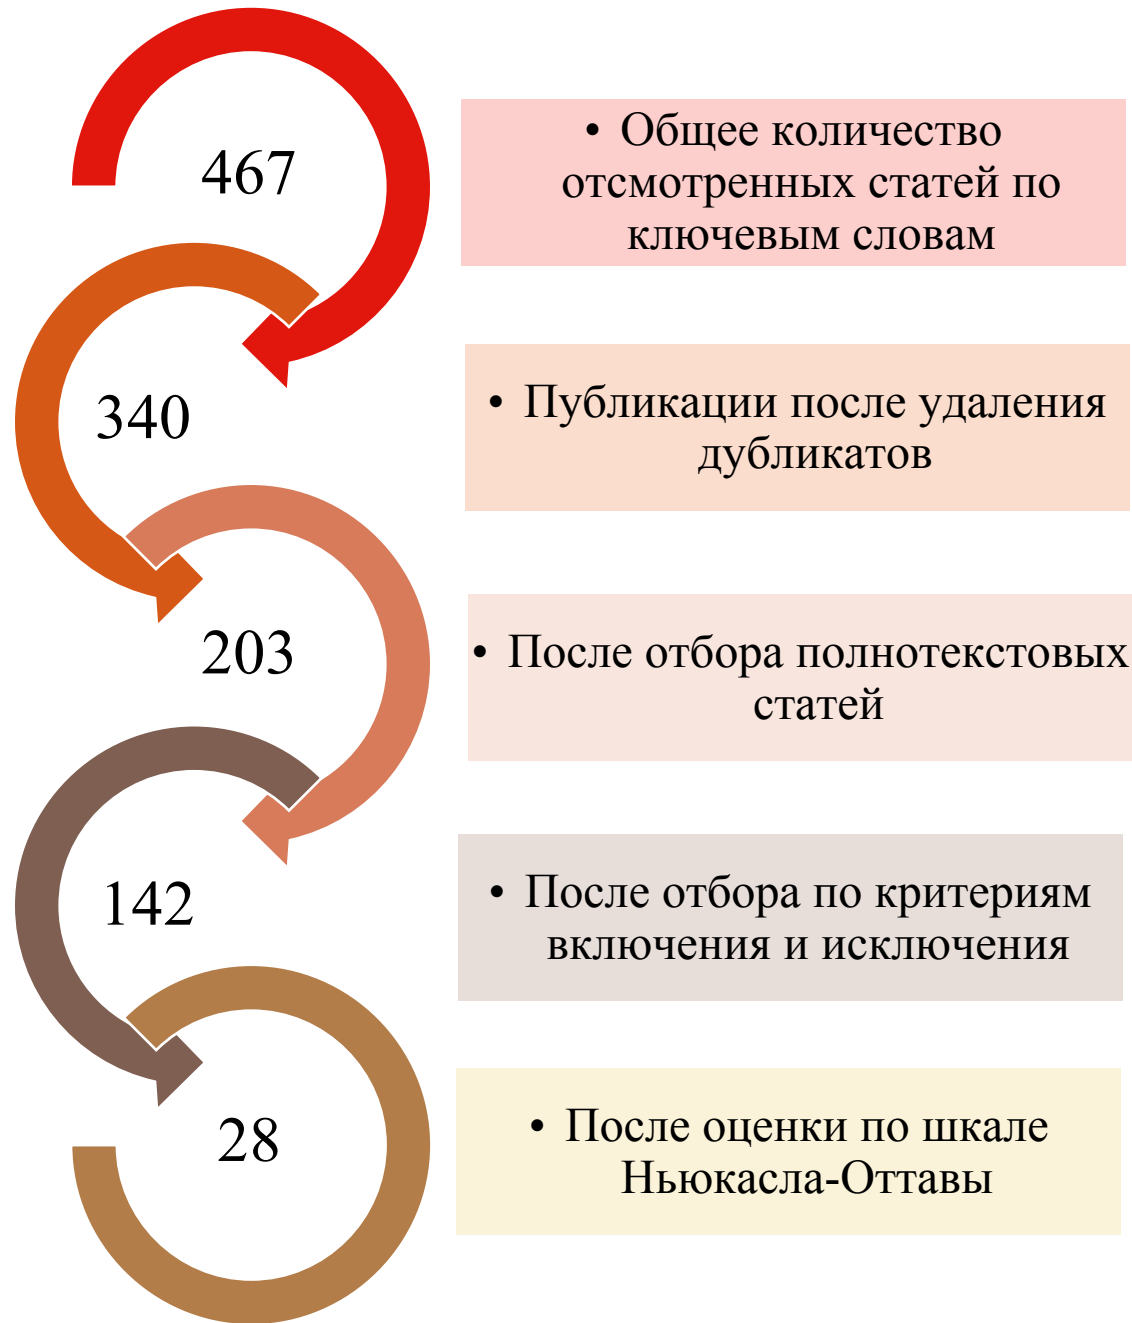 467
• Общее количество
отсмотренных статей по
ключевым словам
340
• Публикации после удаления
дубликатов
203
• После отбора полнотекстовых
статей
142
• После отбора по критериям
включения и исключения
28
• После оценки по шкале
Ньюкасла-Оттавы